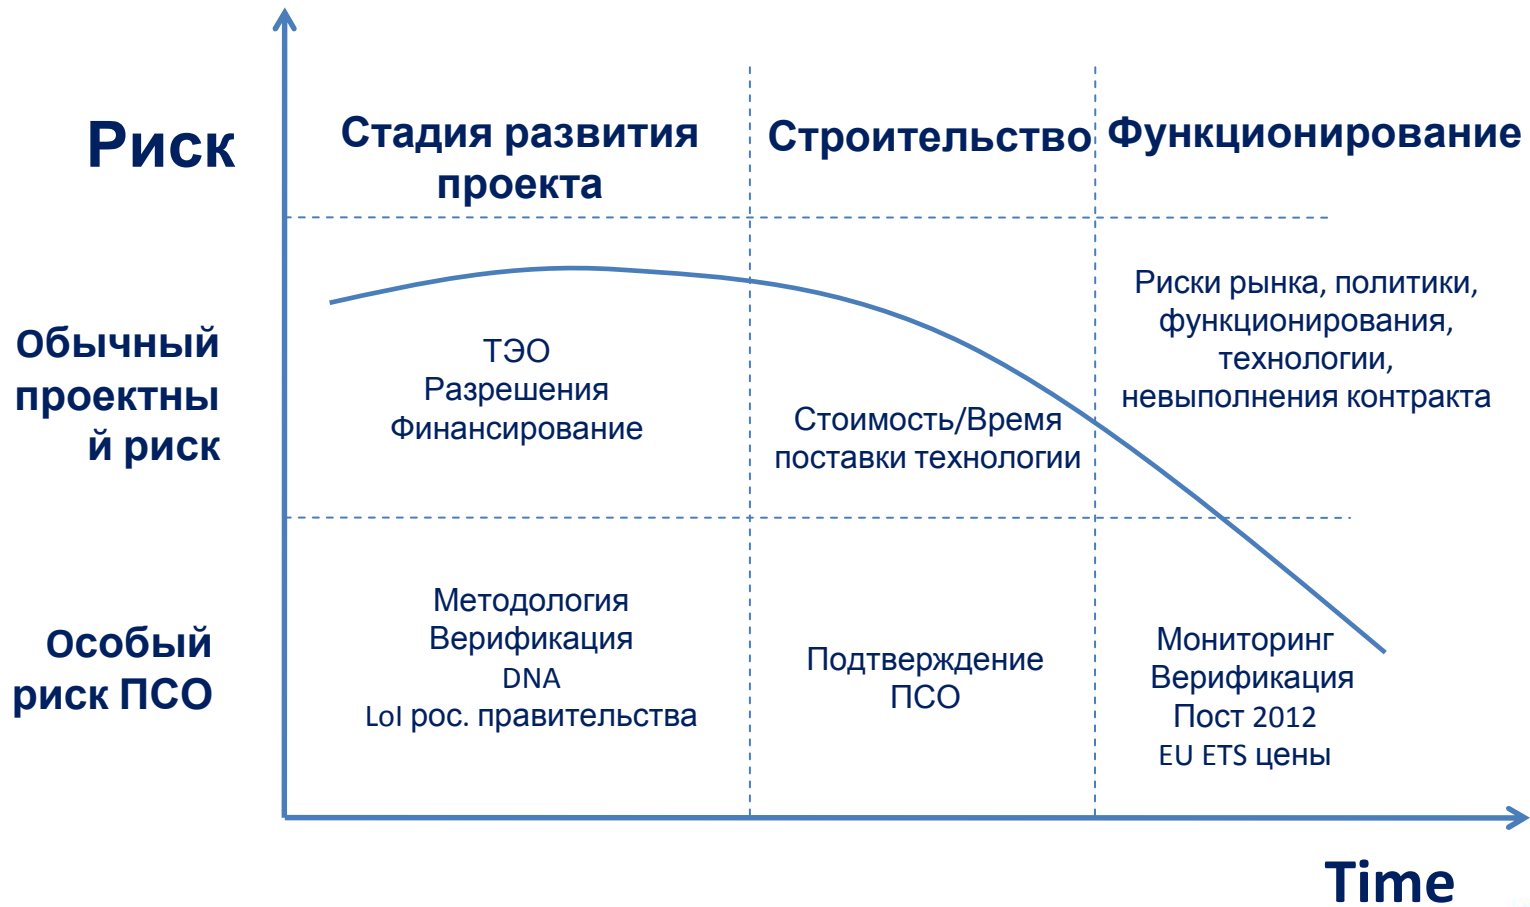 Риск
Стадия развития
проекта
Строительство
Функционирование
Обычный
проектны
й риск
ТЭО
Разрешения
Финансирование
Стоимость/Время
поставки технологии
Риски рынка, политики,
функционирования,
технологии,
невыполнения контракта
Особый
риск ПСО
Методология
Верификация
DNA
LoI рос. правительства
Подтверждение
ПСО
Мониторинг
Верификация
Пост 2012
EU ETS цены
Time